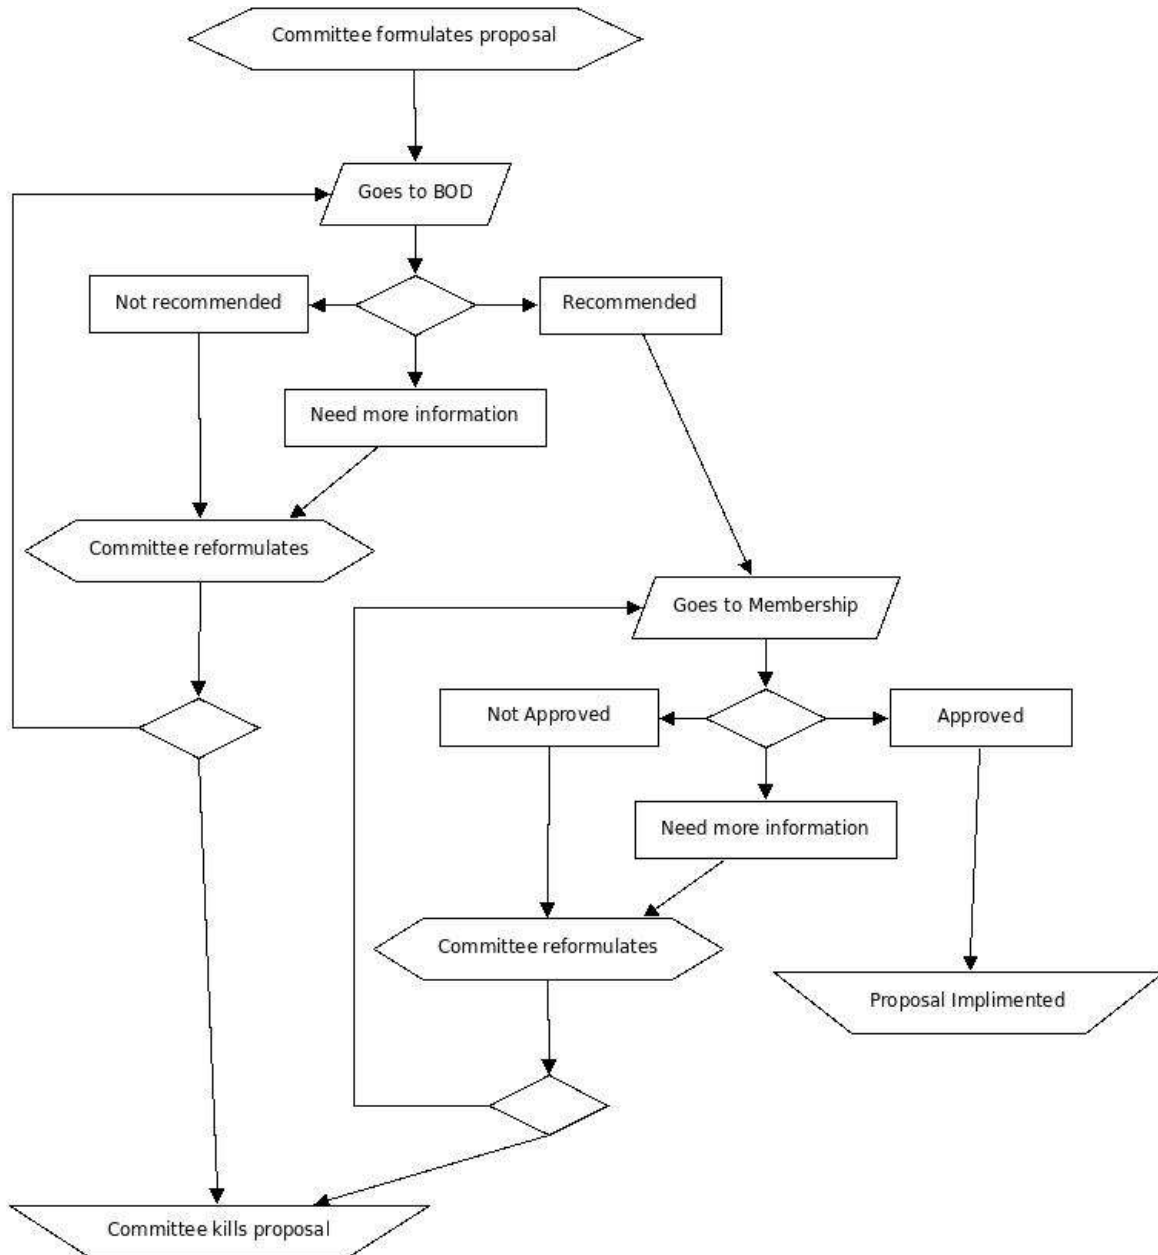 Committee formulates proposal
Goes to BOD
Not recommended
Recommended
Need more information
Committee reformulates
Goes to Membership
Not Approved
Approved
Need more information
Committee reformulates
Proposal Implimented
Committee kills proposal